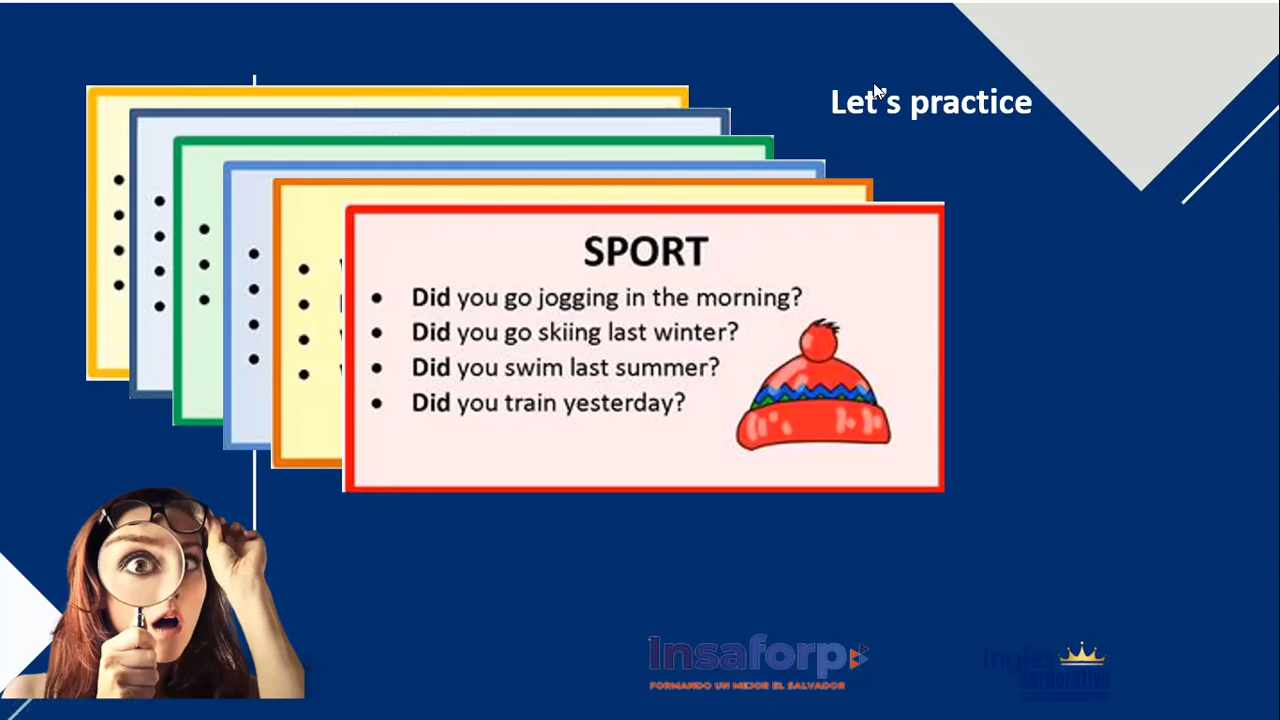 Let's practice
SPORT
• Did you go jogging in the morning?
• Did you go skiing last winter?
• Did you swim last summer?
• Did you train yesterday?
Insaforp
FORMANDO UN MEJOR EL SALVADOR
Inglés
Corporativo